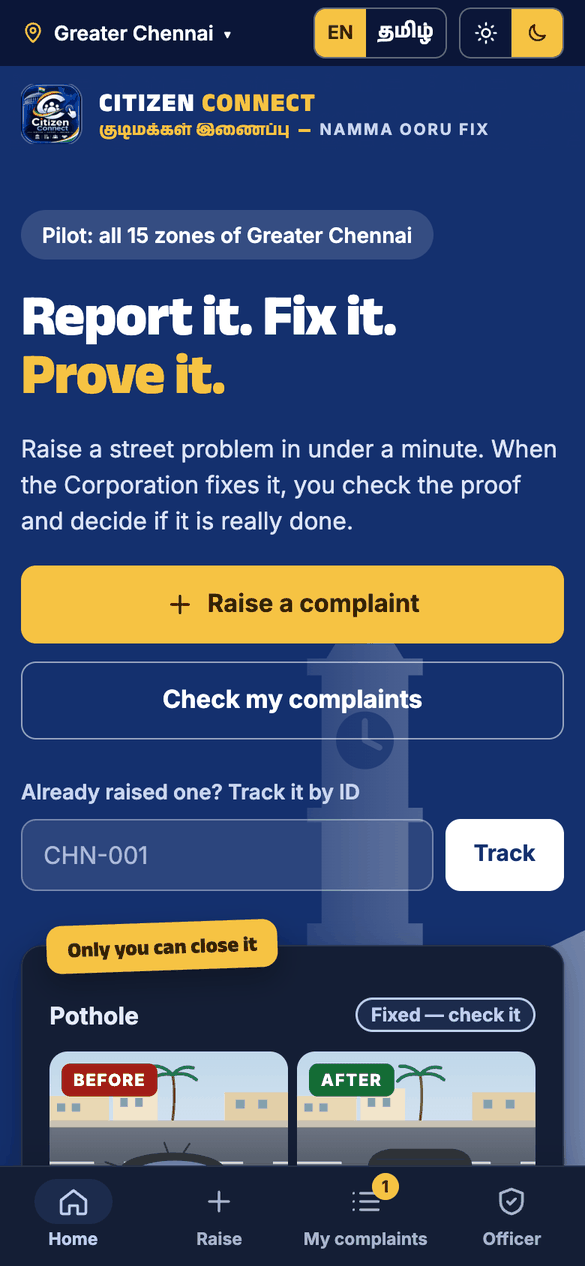 Greater Chennai ▾
EN
தமிழ்
Citizen
Connect
CITIZEN CONNECT
குடிமக்கள் இணைப்பு — NAMMA OORU FIX
Pilot: all 15 zones of Greater Chennai
Report it. Fix it.
Prove it.
Raise a street problem in under a minute. When
the Corporation fixes it, you check the proof
and decide if it is really done.
+ Raise a complaint
Check my complaints
Already raised one? Track it by ID
CHN-001
Track
Only you can close it
Pothole
Fixed — check it
BEFORE
AFTER
1
Home
Raise
My complaints
Officer